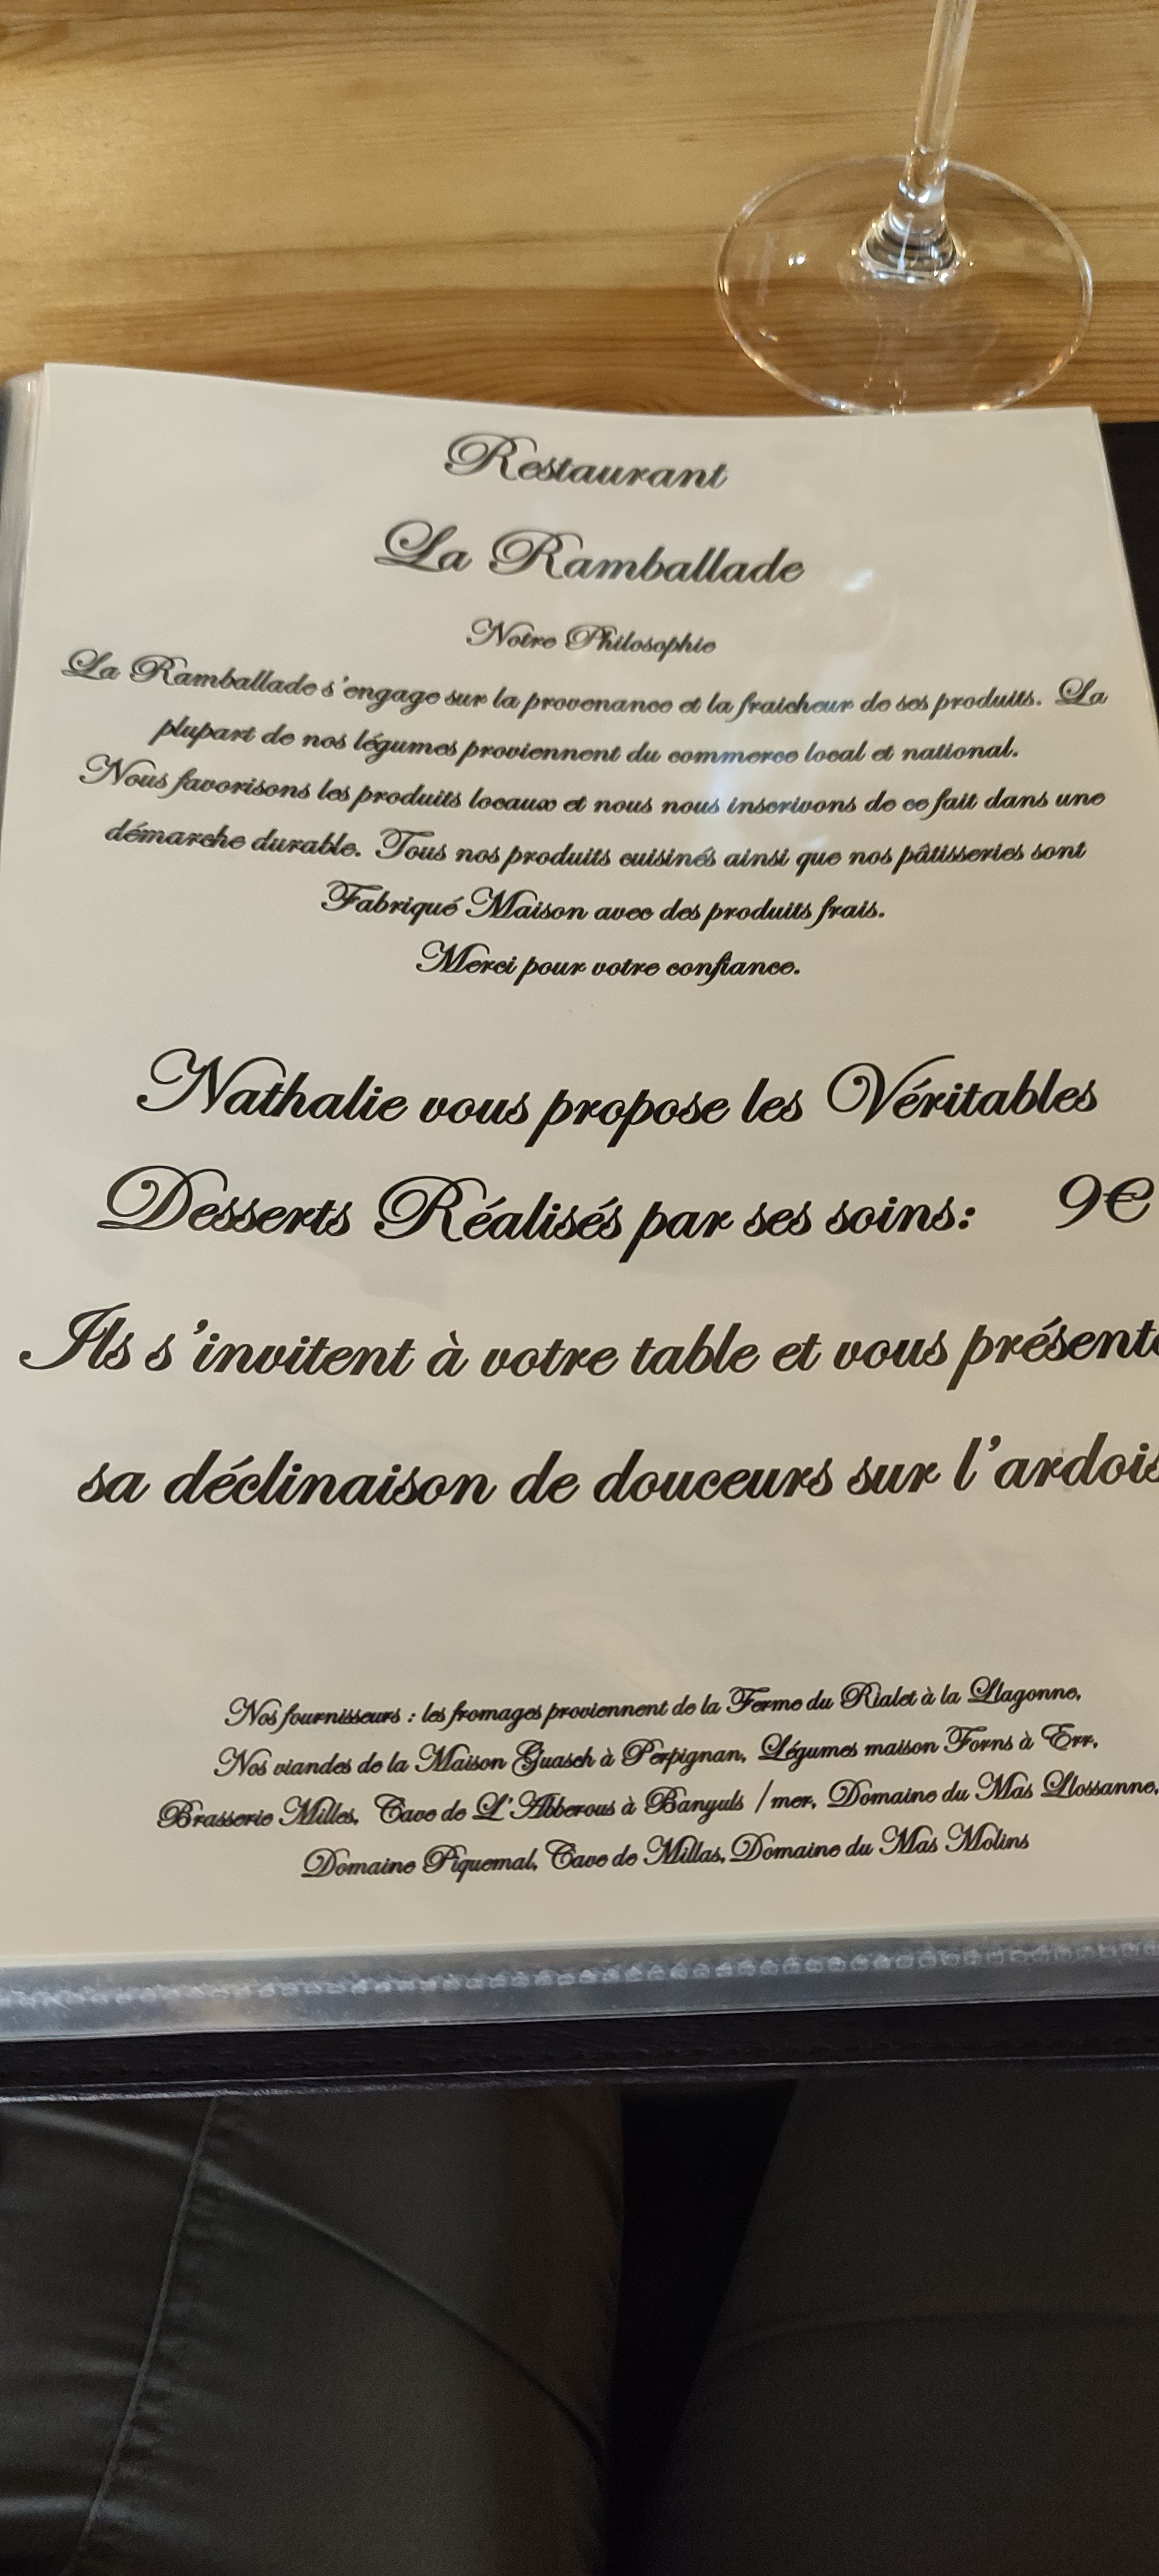 Restaurant
La Ramballade
Notre Philosophie
La Ramballade s'engage sur la provenance et la fraicheur de ses produits. La
plupart de nos légumes proviennent du commerce local et national.
Nous favorisons les produits locaux et nous nous inscrivons de ce fait dans une
démarche durable. Tous nos produits cuisinés ainsi que nos pâtisseries sont
Fabriqué Maison avec des produits frais.
Merci pour votre confiance.
Nathalie vous propose les Véritables
Desserts Réalisés par ses soins: 9€
Ils s'invitent à votre table et vous
sa déclinaison de douceurs sur
Nos fournisseurs : les fromages proviennent de la Ferme du Rialet à la Llagonne,
Nos viandes de la Maison Guasch à Perpignan, Légumes maison Forns à Err,
Brasserie Milles, Cave de L'Abberous à Banyuls /mer, Domaine du Mas Llossanne,
Domaine Piquemal, Cave de Millas, Domaine du Mas Molins